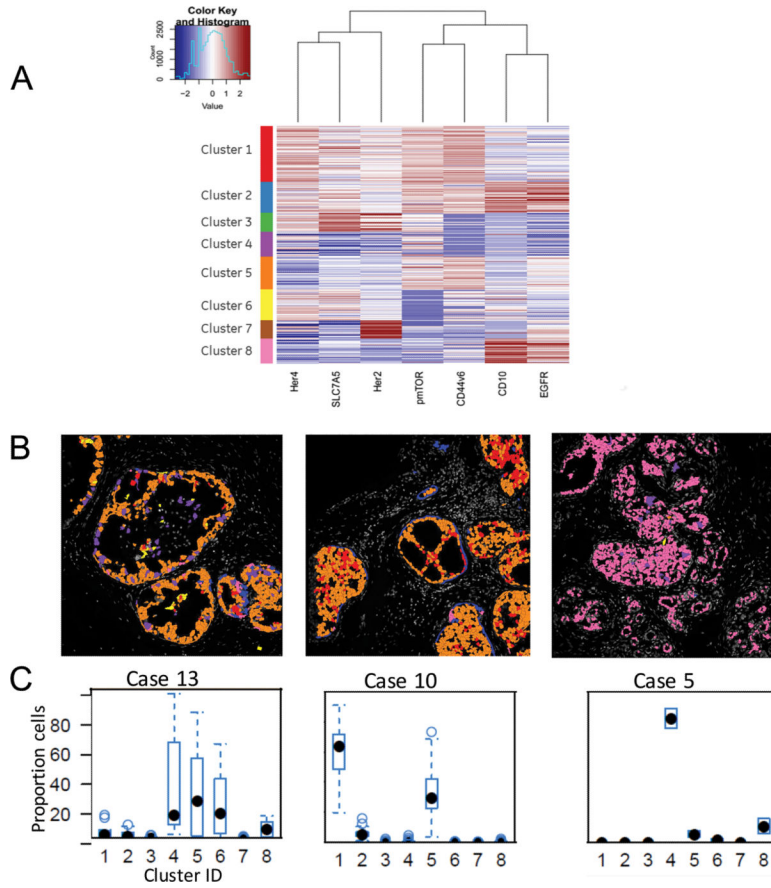 Color Key
and Histogram
Count
0 1000 2500
−2 0 1 2
Value
A
Cluster 1
Cluster 2
Cluster 3
Cluster 4
Cluster 5
Cluster 6
Cluster 7
Cluster 8
Her4 SLC7A5 Her2 pmTOR CD44v6 CD10 EGFR
B
C
Case 13 Case 10 Case 5
Proportion cells
80
60
40
20
1 2 3 4 5 6 7 8 1 2 3 4 5 6 7 8 1 2 3 4 5 6 7 8
Cluster ID